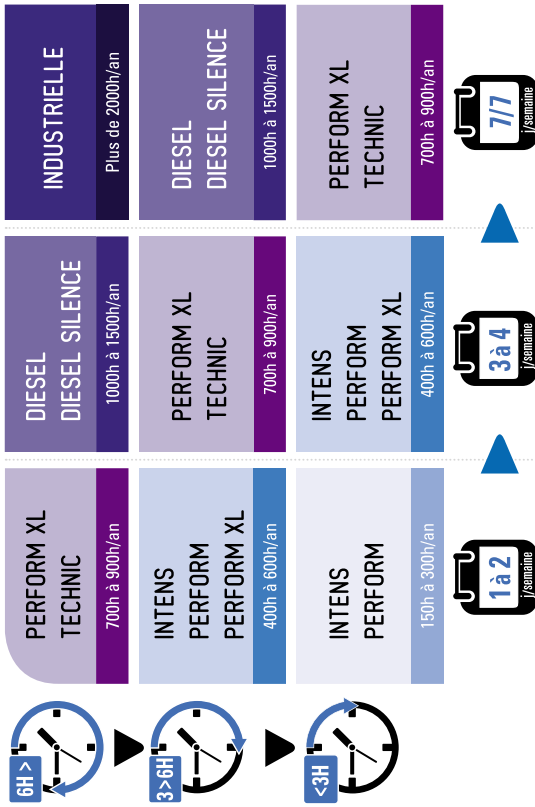 6H >
PERFORM XL
TECHNIC
700h à 900h/an
DIESEL
DIESEL SILENCE
1000h à 1500h/an
INDUSTRIELLE
Plus de 2000h/an
3>6H
INTENS
PERFORM
PERFORM XL
400h à 600h/an
PERFORM XL
TECHNIC
700h à 900h/an
DIESEL
DIESEL SILENCE
1000h à 1500h/an
<3H
INTENS
PERFORM
150h à 300h/an
INTENS
PERFORM
PERFORM XL
400h à 600h/an
PERFORM XL
TECHNIC
700h à 900h/an
1 à 2
j/semaine
3 à 4
j/semaine
7/7
j/semaine